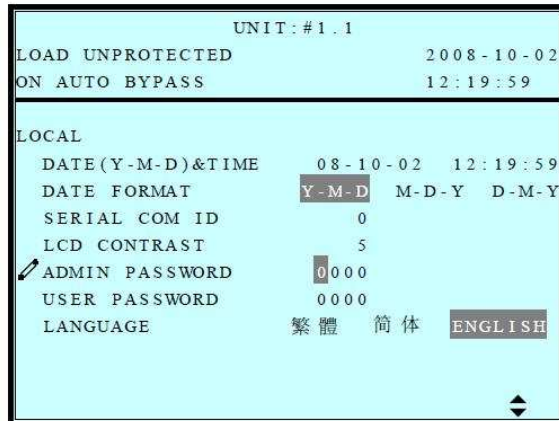 UNIT:#1.1
LOAD UNPROTECTED 2008-10-02
ON AUTO BYPASS 12:19:59
LOCAL
DATE(Y-M-D)&TIME 08-10-02 12:19:59
DATE FORMAT Y-M-D M-D-Y D-M-Y
SERIAL COM ID 0
LCD CONTRAST 5
ADMIN PASSWORD 0000
USER PASSWORD 0000
LANGUAGE 繁體 简体 ENGLISH